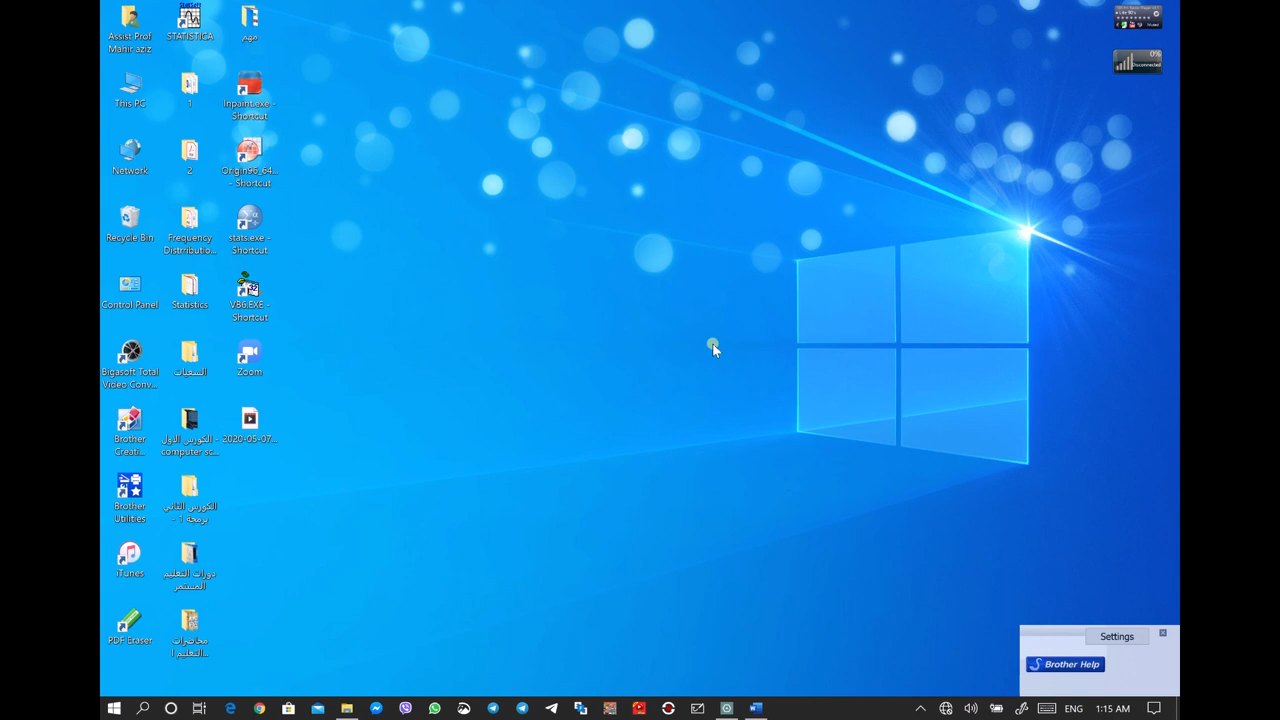 Assist Prof
Mahir aziz
This PC
Network
Recycle Bin
Control Panel
Bigasoft Total
Video Conv...
Brother
Creati...
Brother
Utilities
iTunes
PDF Eraser
STATISTICA
1
2
Frequency
Distributio...
Statistics
السفيات
الكورس الاول -
computer sc...
الكورس الثاني
برمجة 1 -
دورات التعليم
المستمر
محاضرات
التعليم ا...
مهم
Inpaint.exe -
Shortcut
Origin96_64...
- Shortcut
stats.exe -
Shortcut
VB6.EXE -
Shortcut
Zoom
2020-05-07...
0%
Disconnected
Settings
Brother Help
ENG
1:15 AM